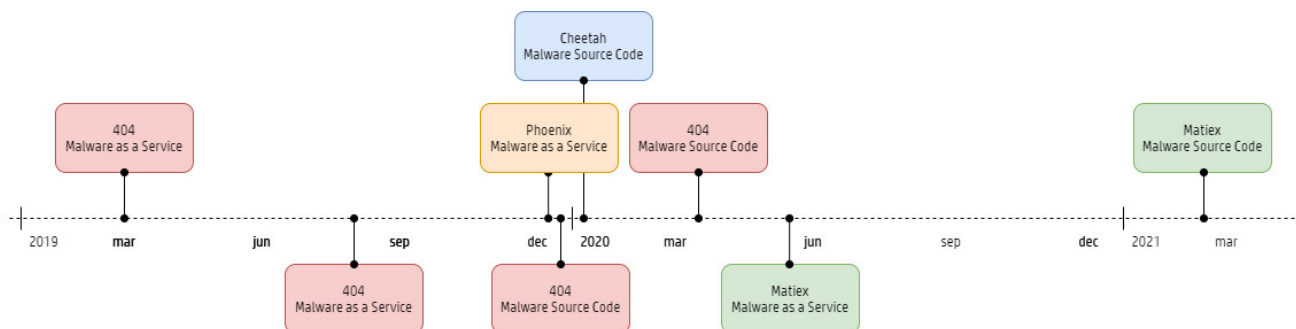 Cheetah
Malware Source Code
404
Malware as a Service
Phoenix
Malware as a Service
404
Malware Source Code
Matiex
Malware Source Code
2019 mar jun sep dec 2020 mar jun sep dec 2021 mar
404
Malware as a Service
404
Malware Source Code
Matiex
Malware as a Service